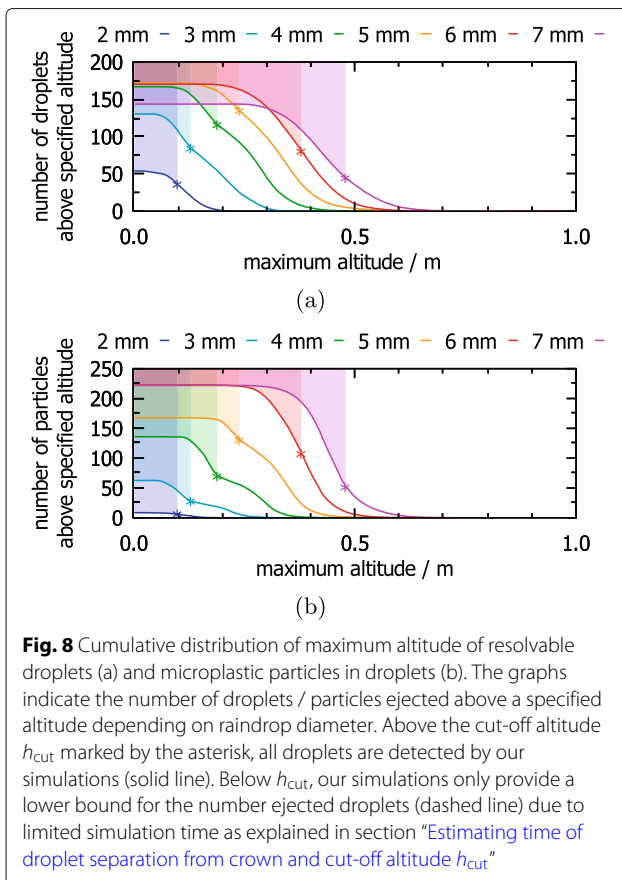 2 mm 3 mm 4 mm 5 mm 6 mm 7 mm
number of droplets
above specified altitude
200
150
100
50
0
0.0 0.5 1.0
maximum altitude / m
(a)
2 mm 3 mm 4 mm 5 mm 6 mm 7 mm
number of particles
above specified altitude
250
200
150
100
50
0
0.0 0.5 1.0
maximum altitude / m
(b)
Fig. 8 Cumulative distribution of maximum altitude of resolvable
droplets (a) and microplastic particles in droplets (b). The graphs
indicate the number of droplets / particles ejected above a specified
altitude depending on raindrop diameter. Above the cut-off altitude
h_cut marked by the asterisk, all droplets are detected by our
simulations (solid line). Below h_cut, our simulations only provide a
lower bound for the number ejected droplets (dashed line) due to
limited simulation time as explained in section “Estimating time of
droplet separation from crown and cut-off altitude h_cut”